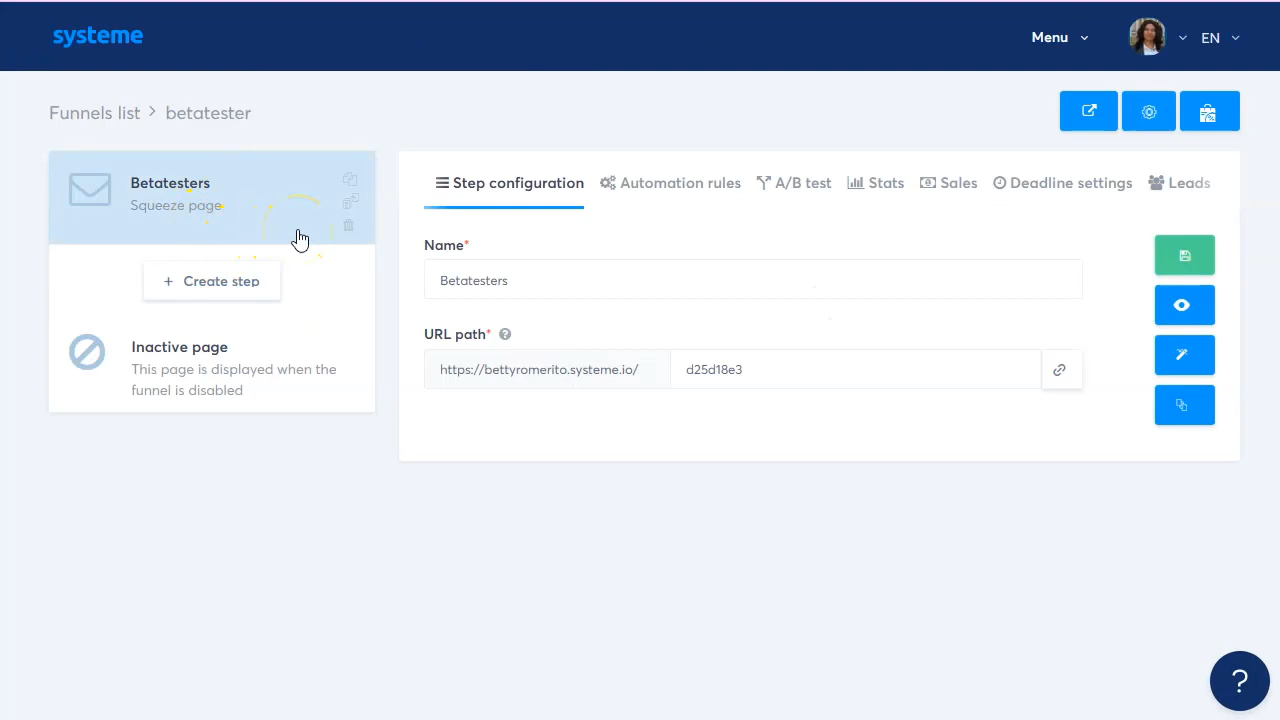 systeme
Menu
EN
Funnels list > betatester
Betatesters
Squeeze page
+ Create step
Inactive page
This page is displayed when the
funnel is disabled
Step configuration
Automation rules
A/B test
Stats
Sales
Deadline settings
Leads
Name*
Betatesters
URL path* ?
https://bettyromerito.systeme.io/
d25d18e3
?